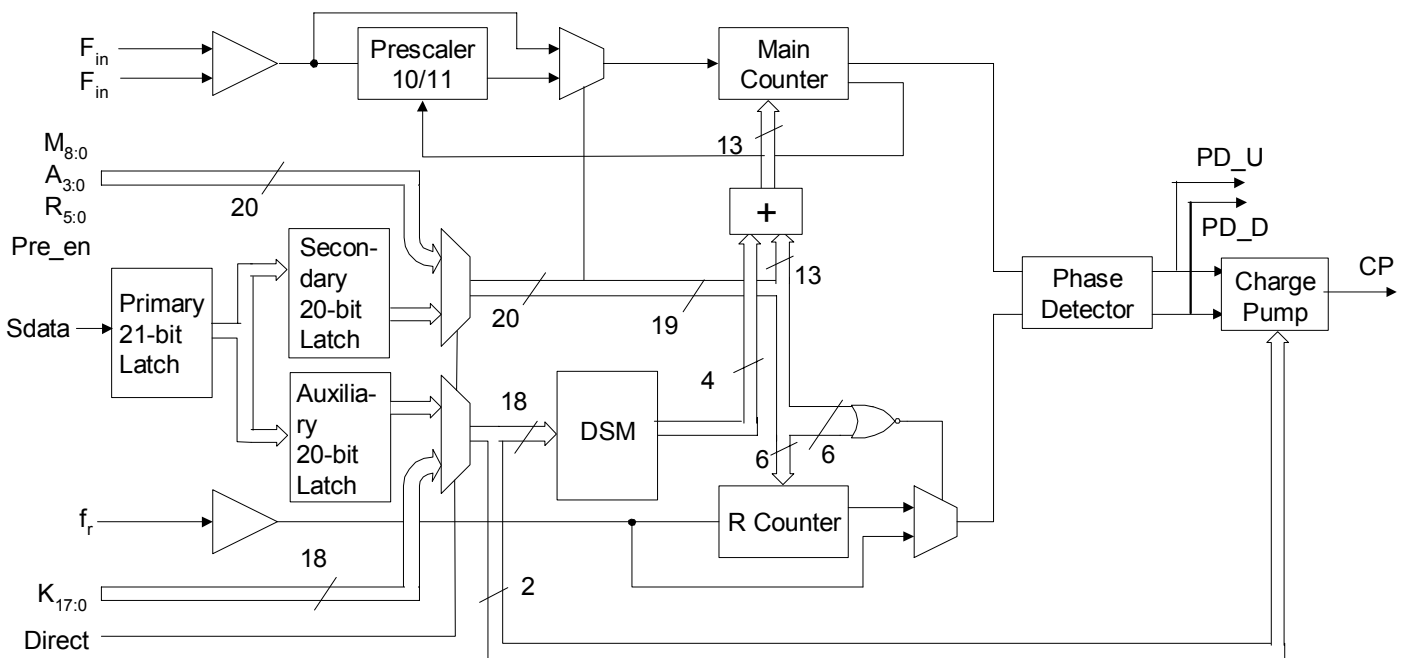 F_in
F_in
Prescaler
10/11
Main
Counter
13
M_8:0
A_3:0
R_5:0
Pre_en
20
PD_U
PD_D
+
Primary
21-bit
Latch
Sdata
Secon-
dary
20-bit
Latch
20
19
13
Phase
Detector
Charge
Pump
CP
4
Auxilia-
ry
20-bit
Latch
18
DSM
6
6
f_r
R Counter
18
2
K_17:0
Direct